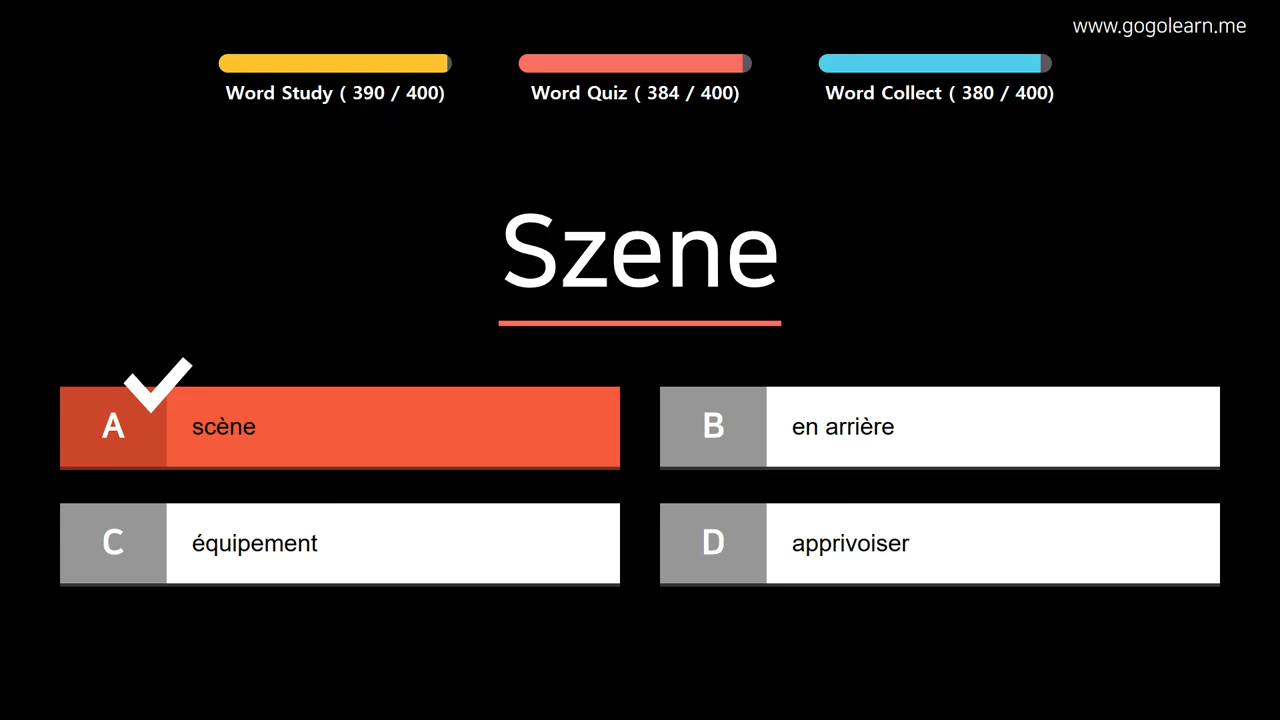 www.gogolearn.me
Word Study ( 390 / 400)
Word Quiz ( 384 / 400)
Word Collect ( 380 / 400)
Szene
A scène
B en arrière
C équipement
D apprivoiser